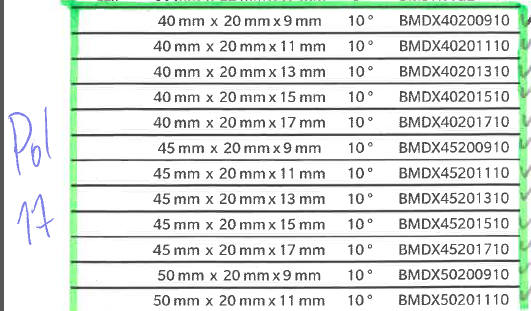 40 mm x 20 mm x 9 mm 10 ° BMDX40200910
40 mm x 20 mm x 11 mm 10 ° BMDX40201110
40 mm x 20 mm x 13 mm 10 ° BMDX40201310
40 mm x 20 mm x 15 mm 10 ° BMDX40201510
40 mm x 20 mm x 17 mm 10 ° BMDX40201710
45 mm x 20 mm x 9 mm 10 ° BMDX45200910
45 mm x 20 mm x 11 mm 10 ° BMDX45201110
45 mm x 20 mm x 13 mm 10 ° BMDX45201310
45 mm x 20 mm x 15 mm 10 ° BMDX45201510
45 mm x 20 mm x 17 mm 10 ° BMDX45201710
50 mm x 20 mm x 9 mm 10 ° BMDX50200910
50 mm x 20 mm x 11 mm 10 ° BMDX50201110
Pol
17